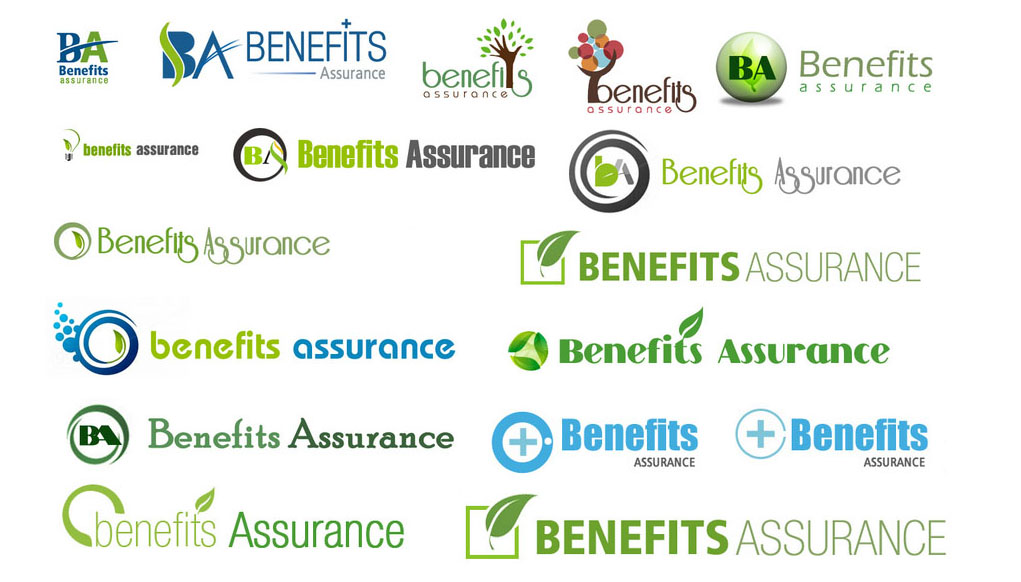 BA
Benefits
assurance
BA
BENEFITS
Assurance
benefits
assurance
benefits
assurance
BA
Benefits
assurance
benefits assurance
BA
Benefits Assurance
bA
Benefits Assurance
Benefits Assurance
BENEFITS ASSURANCE
benefits assurance
Benefits Assurance
BA
Benefits Assurance
Benefits
ASSURANCE
Benefits
ASSURANCE
benefits Assurance
BENEFITS ASSURANCE